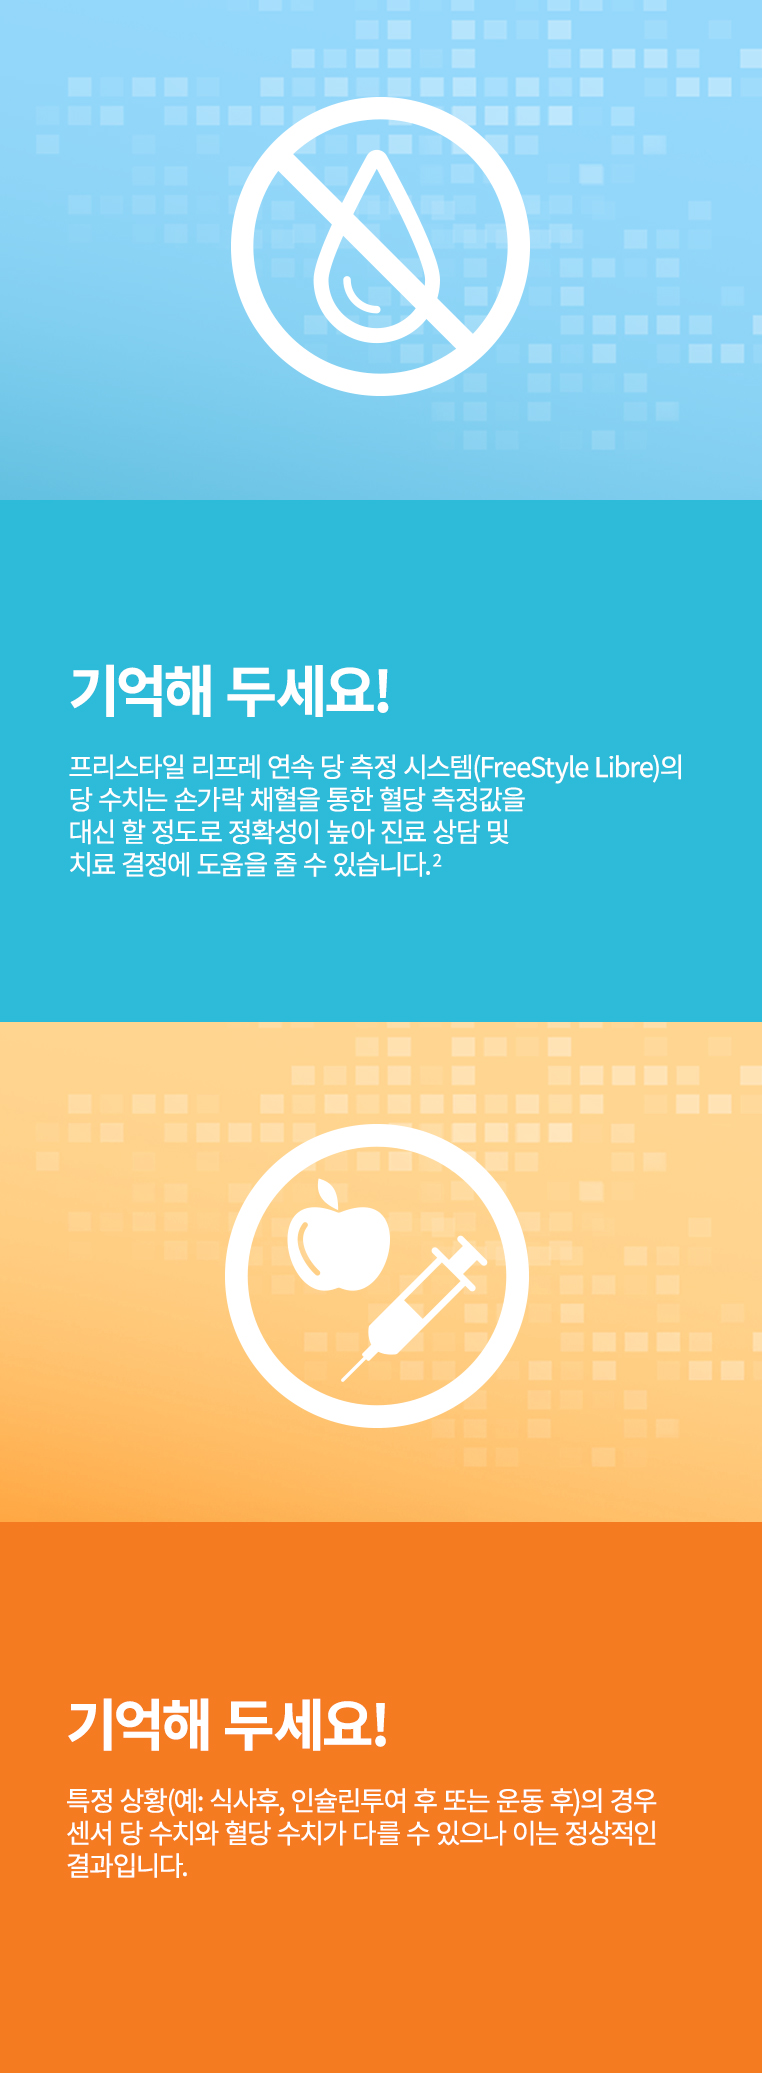 기억해 두세요!
프리스타일 리프레 연속 당 측정 시스템(FreeStyle Libre)의
당 수치는 손가락 채혈을 통한 혈당 측정값을
대신 할 정도로 정확성이 높아 진료 상담 및
치료 결정에 도움을 줄 수 있습니다.²
기억해 두세요!
특정 상황(예: 식사후, 인슐린투여 후 또는 운동 후)의 경우
센서 당 수치와 혈당 수치가 다를 수 있으나 이는 정상적인
결과입니다.